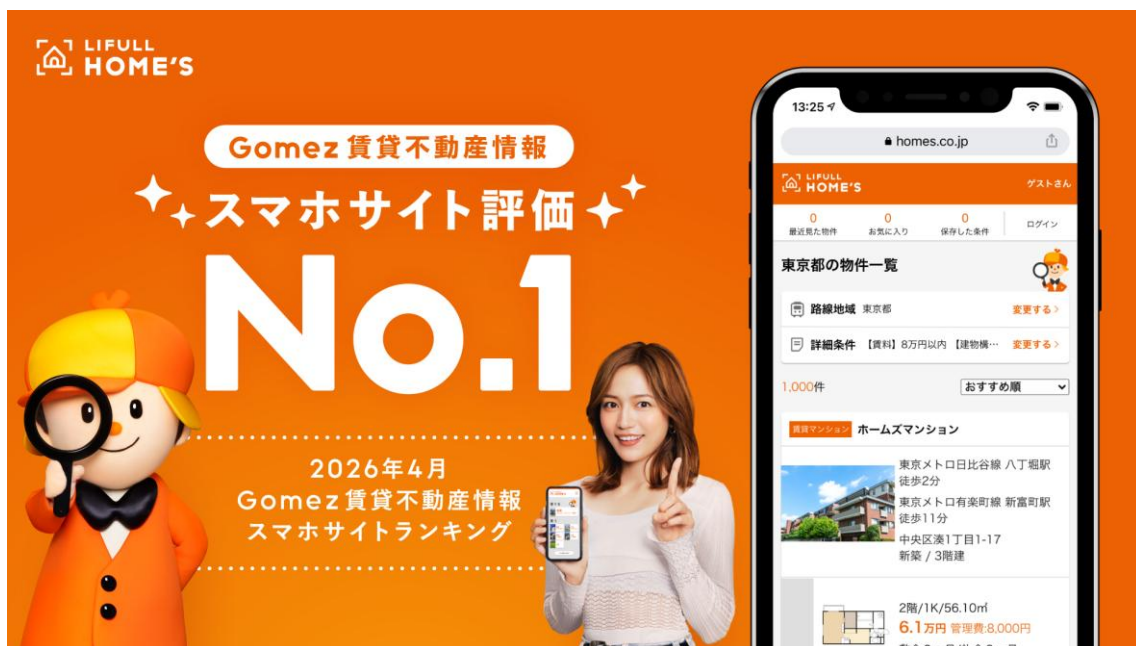 LIFULL
HOME'S
Gomez 賃貸不動産情報
スマホサイト評価
No.1
2026年4月
Gomez賃貸不動産情報
スマホサイトランキング
13:25
homes.co.jp
LIFULL
HOME'S
ゲストさん
0 0 0
最近見た物件 お気に入り 保存した条件 ログイン
東京都の物件一覧
路線地域 東京都 変更する
詳細条件 【賃料】8万円以内 【建物構… 変更する
1,000件 おすすめ順
賃貸マンション ホームズマンション
東京メトロ日比谷線 八丁堀駅
徒歩2分
東京メトロ有楽町線 新富町駅
徒歩11分
中央区湊1丁目1-17
新築 / 3階建
2階/1K/56.10㎡
6.1万円 管理費:8,000円